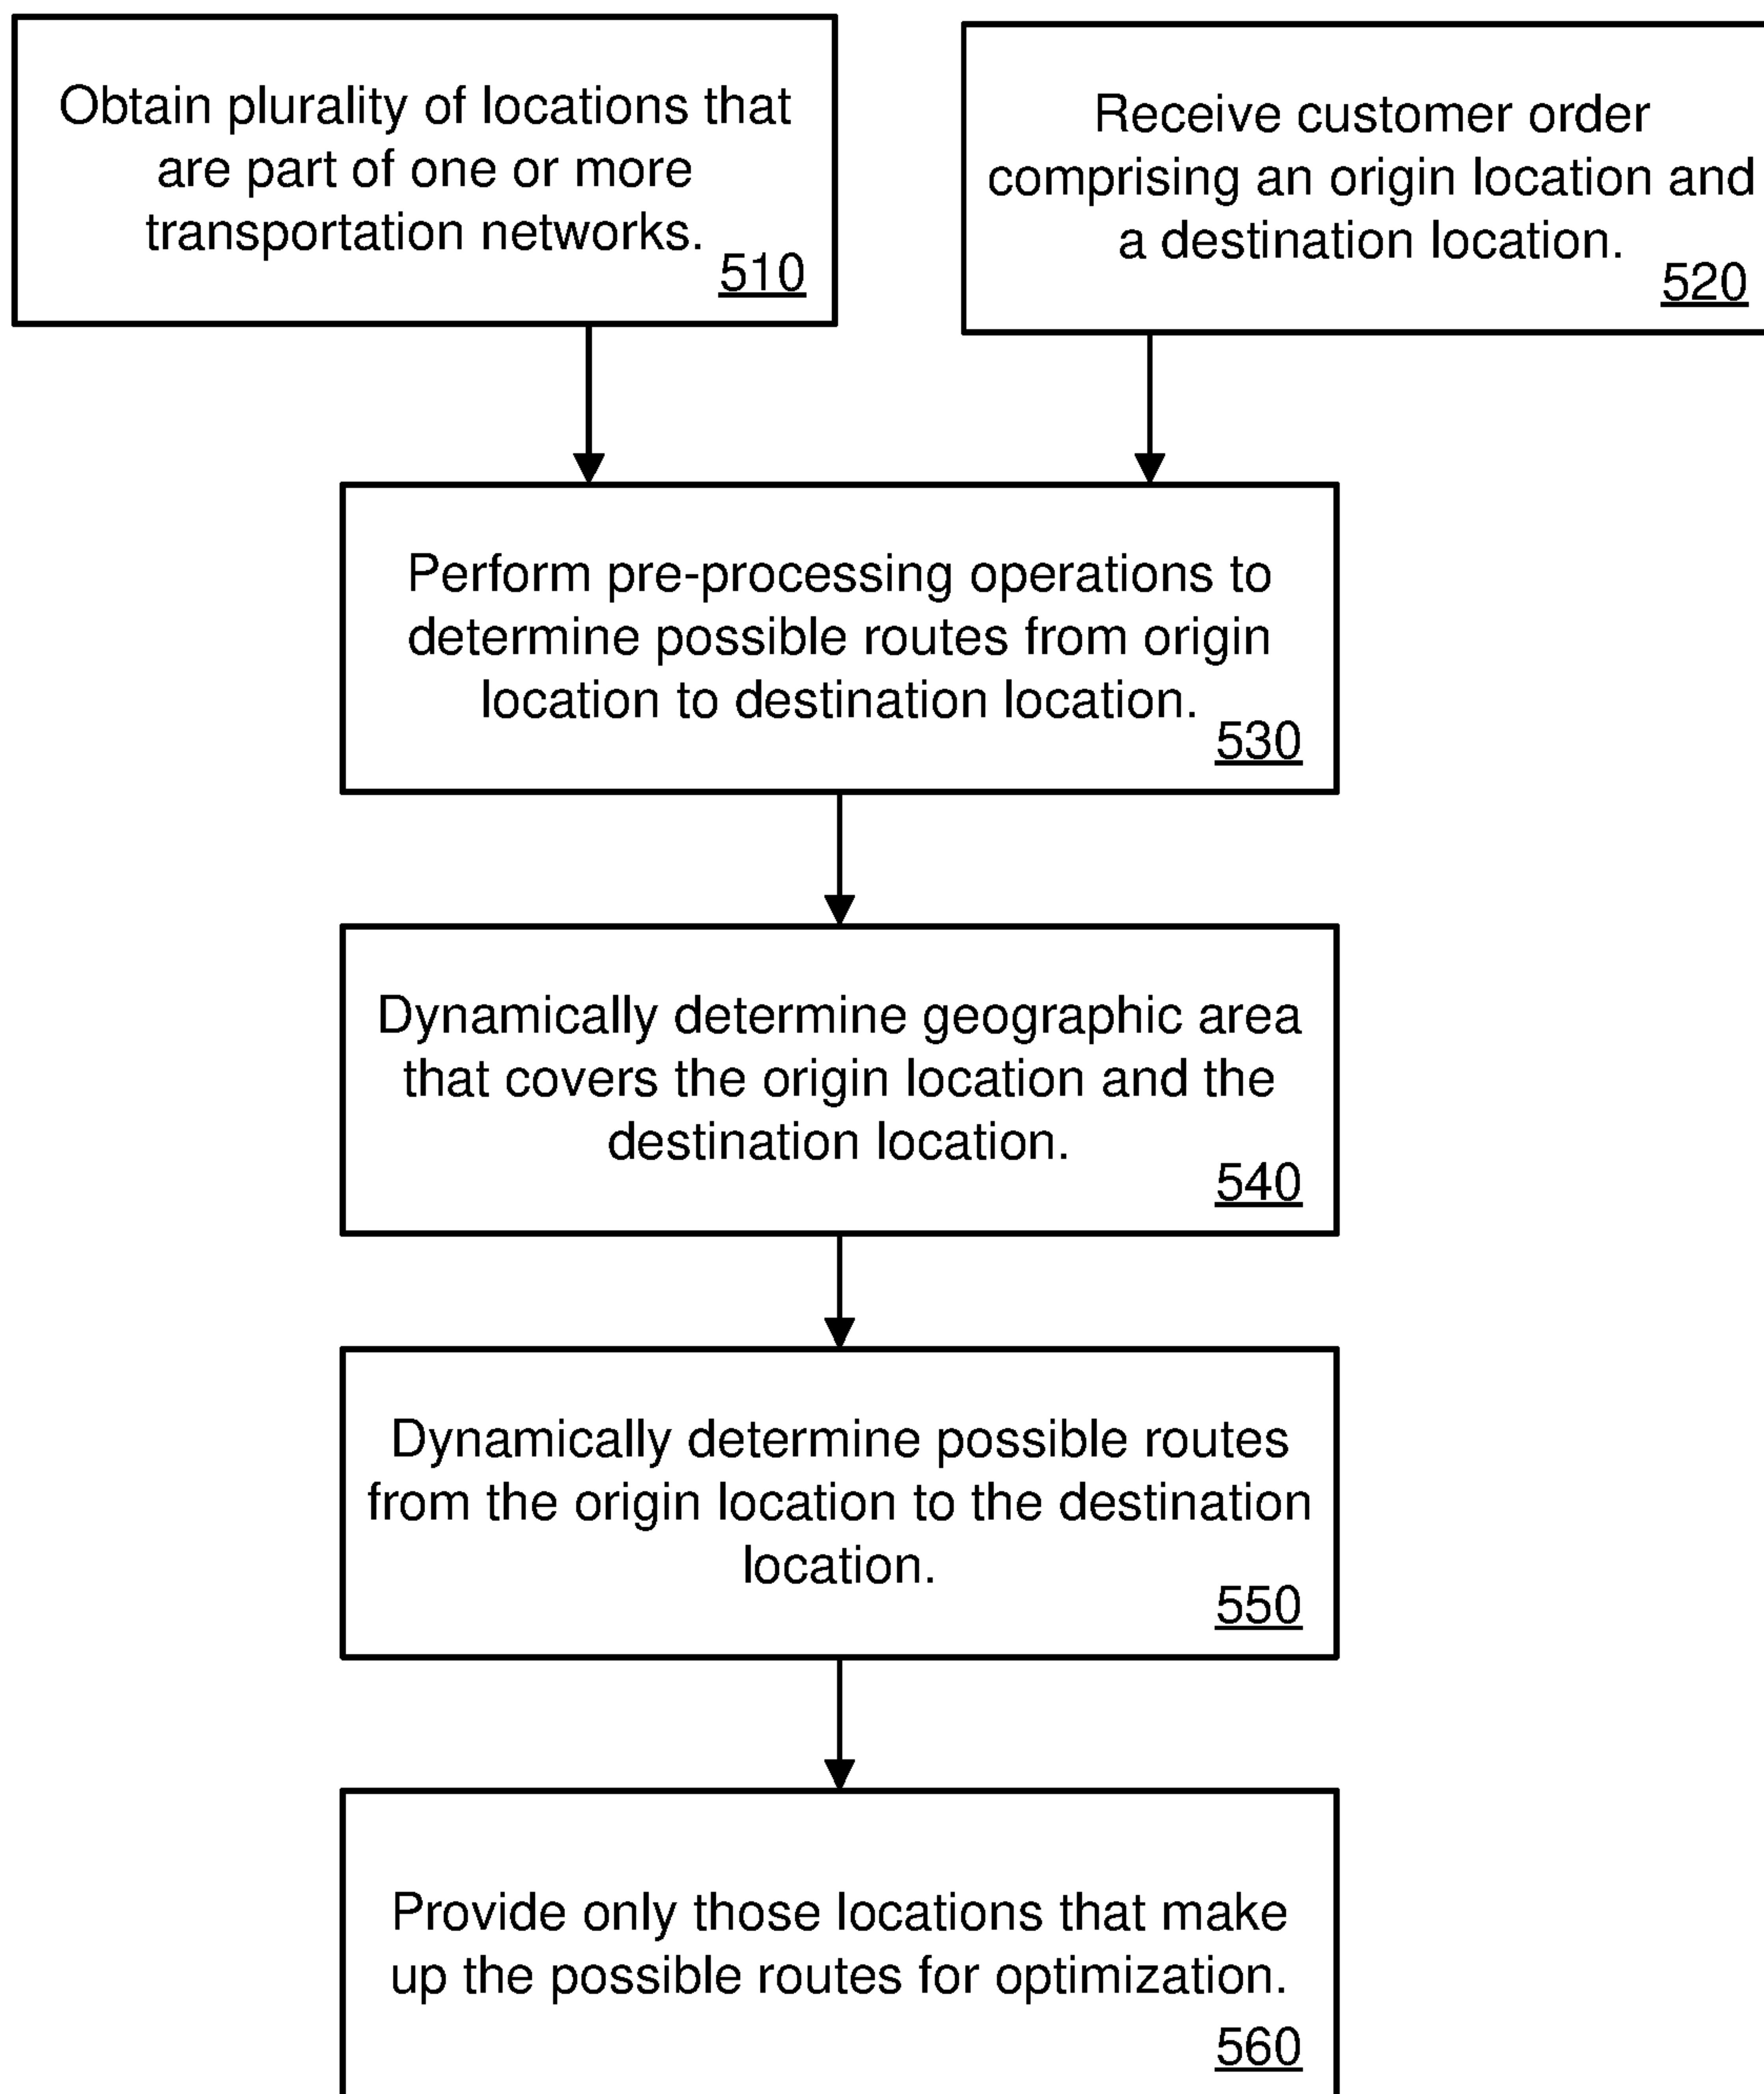 Obtain plurality of locations that
are part of one or more
transportation networks.
510
Receive customer order
comprising an origin location and
a destination location.
520
Perform pre-processing operations to
determine possible routes from origin
location to destination location.
530
Dynamically determine geographic area
that covers the origin location and the
destination location.
540
Dynamically determine possible routes
from the origin location to the destination
location.
550
Provide only those locations that make
up the possible routes for optimization.
560